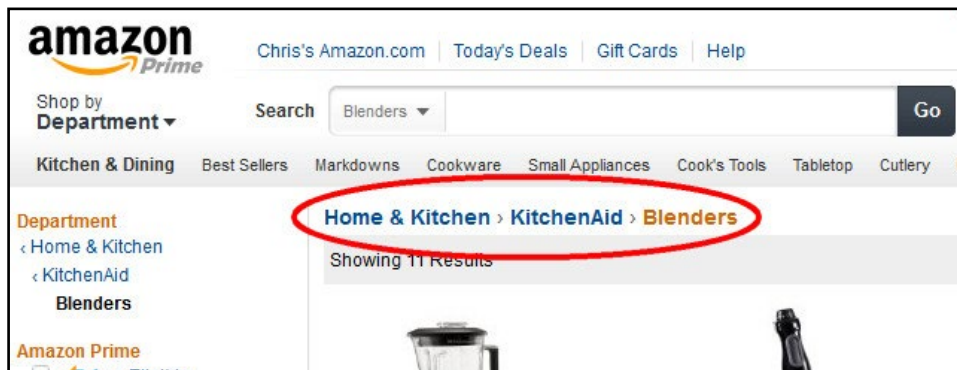 amazon
Prime
Chris's Amazon.com Today's Deals Gift Cards Help
Shop by
Department
Search Blenders Go
Kitchen & Dining Best Sellers Markdowns Cookware Small Appliances Cook's Tools Tabletop Cutlery
Home & Kitchen › KitchenAid › Blenders
Showing 11 Results
Department
‹ Home & Kitchen
‹ KitchenAid
Blenders
Amazon Prime